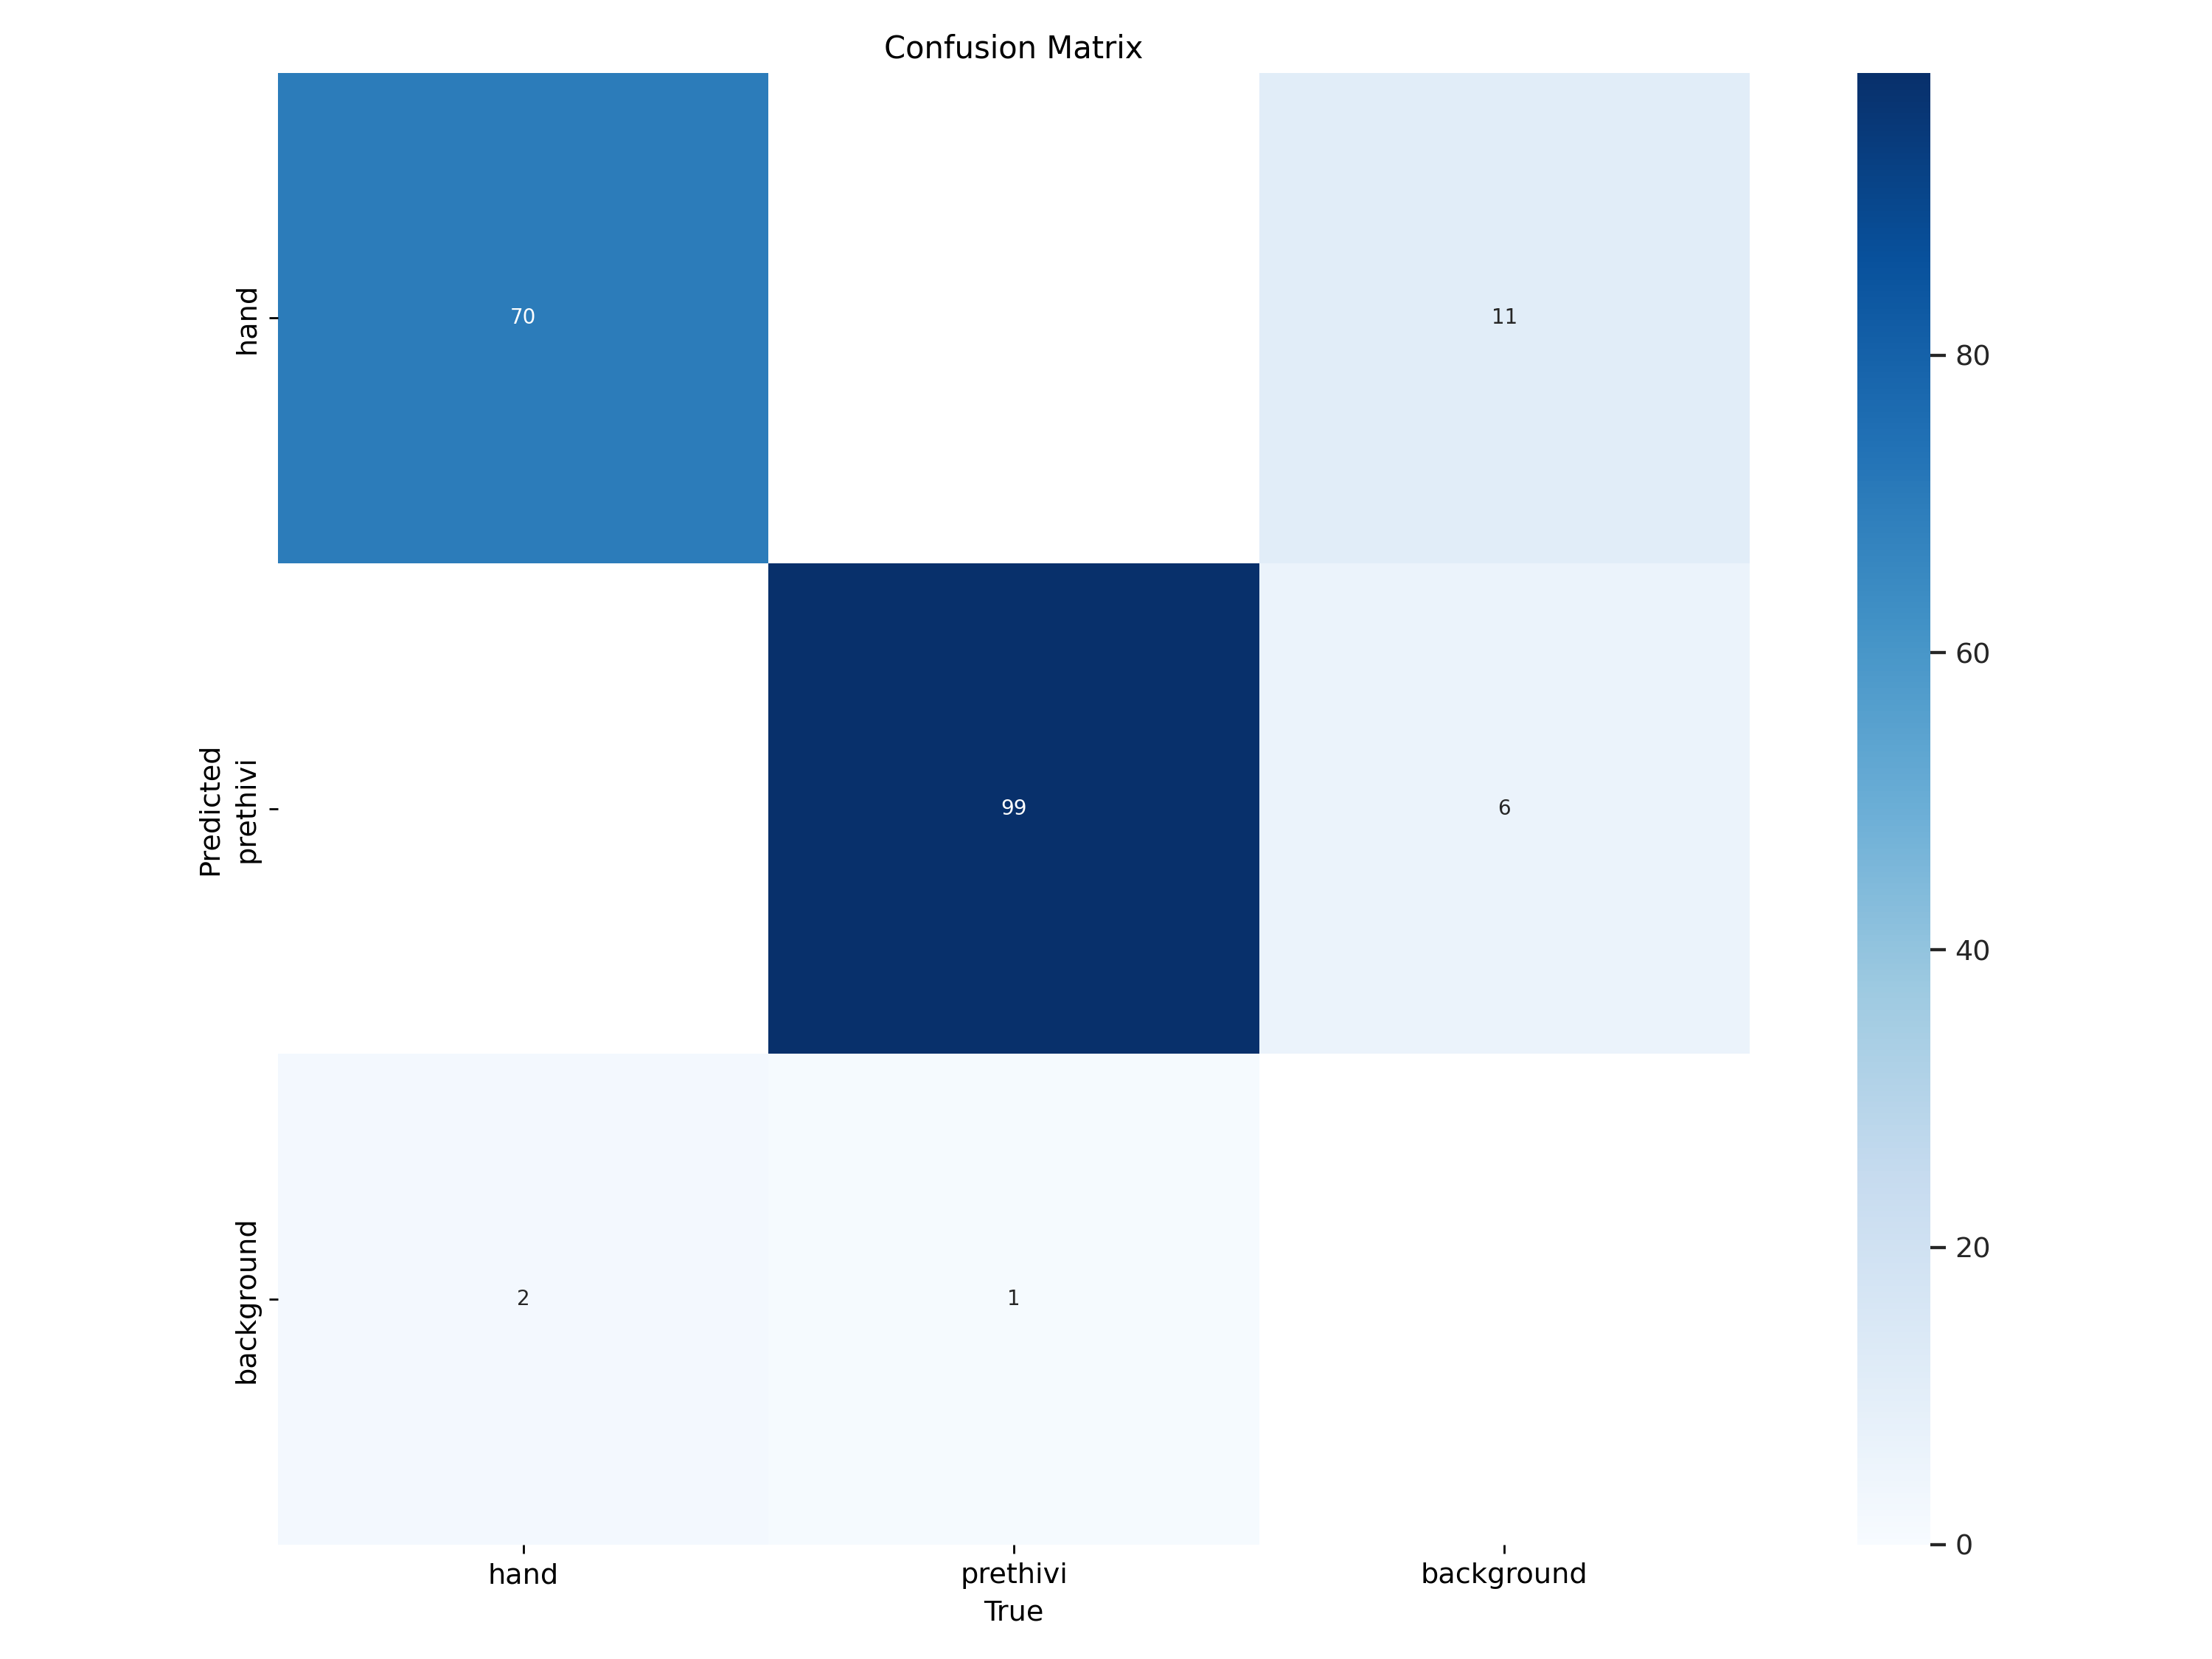 Confusion Matrix
hand
70
11
80
60
Predicted
prethivi
99
6
40
20
background
2
1
0
hand
prethivi
background
True